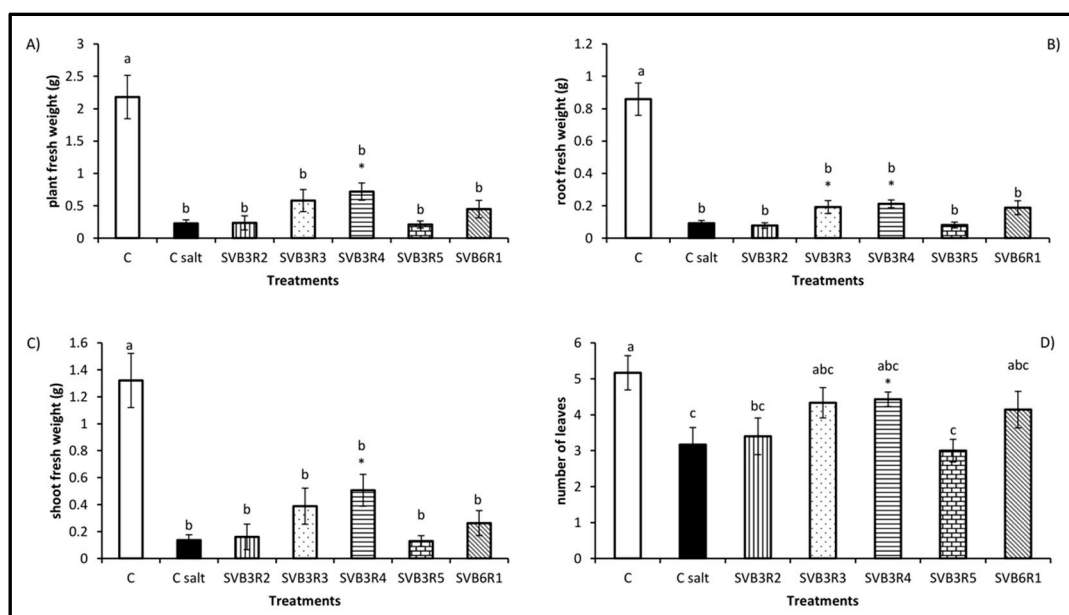 A)
plant fresh weight (g)
3
2.5
2
1.5
1
0.5
0
a
b
b
b
b
*
b
b
C C salt SVB3R2 SVB3R3 SVB3R4 SVB3R5 SVB6R1
Treatments
B)
root fresh weight (g)
1.2
1
0.8
0.6
0.4
0.2
0
a
b
b
b
*
b
*
b
b
C C salt SVB3R2 SVB3R3 SVB3R4 SVB3R5 SVB6R1
Treatments
C)
shoot fresh weight (g)
1.6
1.4
1.2
1
0.8
0.6
0.4
0.2
0
a
b
b
b
b
*
b
b
C C salt SVB3R2 SVB3R3 SVB3R4 SVB3R5 SVB6R1
Treatments
D)
number of leaves
6
5
4
3
2
1
0
a
c
bc
abc
abc
*
c
abc
C C salt SVB3R2 SVB3R3 SVB3R4 SVB3R5 SVB6R1
Treatments